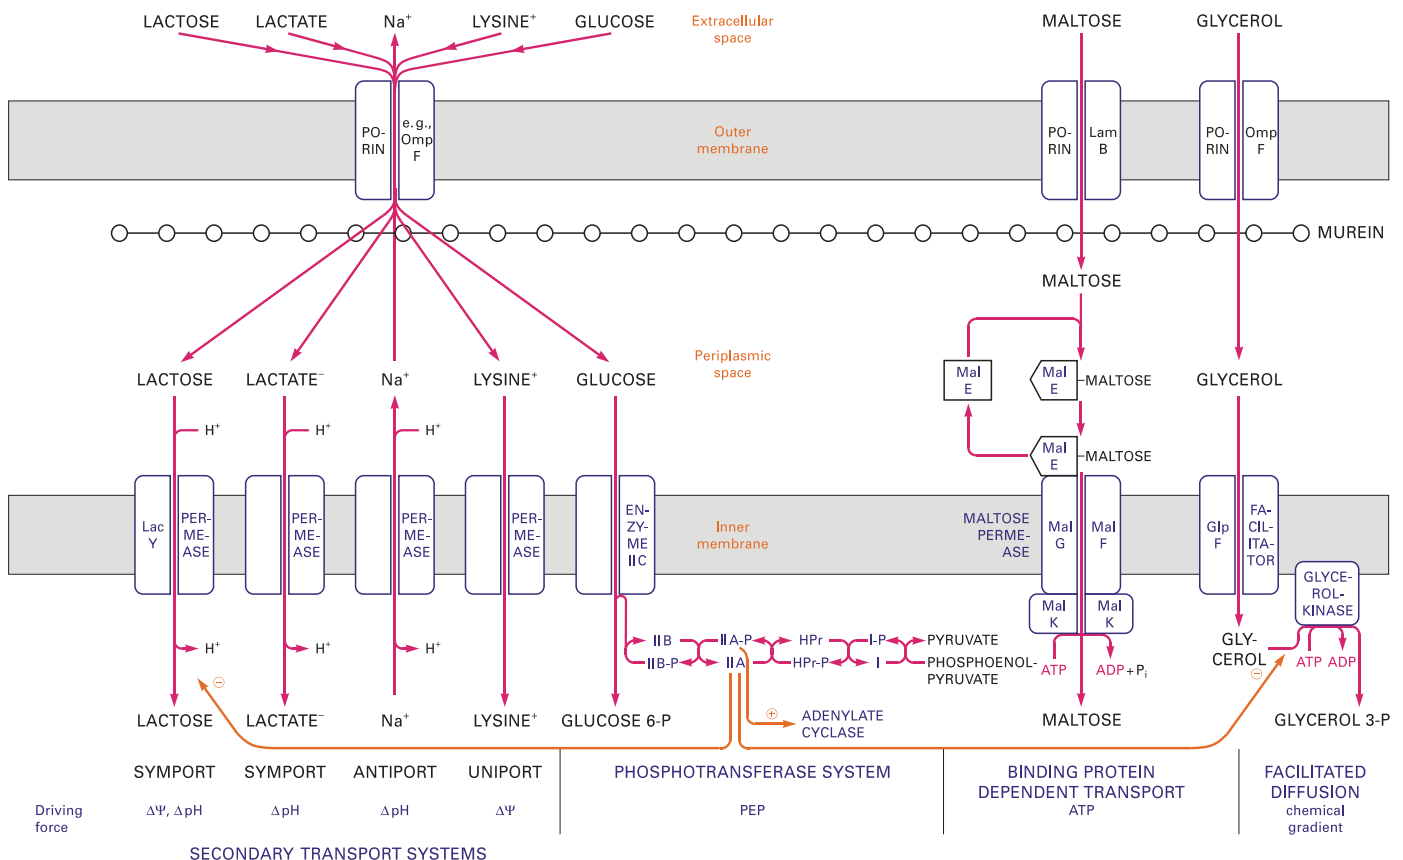 LACTOSE LACTATE Na⁺ LYSINE⁺ GLUCOSE
Extracellular
space
MALTOSE GLYCEROL
PO-
RIN
e.g.,
Omp
F
Outer
membrane
PO-
RIN
Lam
B
PO-
RIN
Omp
F
MUREIN
MALTOSE
Periplasmic
space
LACTOSE LACTATE⁻ Na⁺ LYSINE⁺ GLUCOSE
Mal
E
Mal
E
-MALTOSE
GLYCEROL
H⁺ H⁺ H⁺
Mal
E
-MALTOSE
Lac
Y
PER-
ME-
ASE
PER-
ME-
ASE
PER-
ME-
ASE
PER-
ME-
ASE
EN-
ZY-
ME
IIC
Inner
membrane
MALTOSE
PERME-
ASE
Mal
G
Mal
F
Glp
F
FA-
CIL-
ITA-
TOR
GLYCE-
ROL-
KINASE
Mal
K
Mal
K
H⁺ H⁺ H⁺
IIB IIA-P HPr I-P PYRUVATE
IIB-P IIA HPr-P I PHOSPHOENOL-
PYRUVATE
ATP ADP + Pᵢ
GLY-
CEROL
ATP ADP
⊖
⊖
LACTOSE LACTATE⁻ Na⁺ LYSINE⁺ GLUCOSE 6-P
⊕ ADENYLATE
CYCLASE
MALTOSE GLYCEROL 3-P
SYMPORT SYMPORT ANTIPORT UNIPORT
PHOSPHOTRANSFERASE SYSTEM
BINDING PROTEIN
DEPENDENT TRANSPORT
FACILITATED
DIFFUSION
Driving
force
ΔΨ, ΔpH ΔpH ΔpH ΔΨ PEP ATP
chemical
gradient
SECONDARY TRANSPORT SYSTEMS